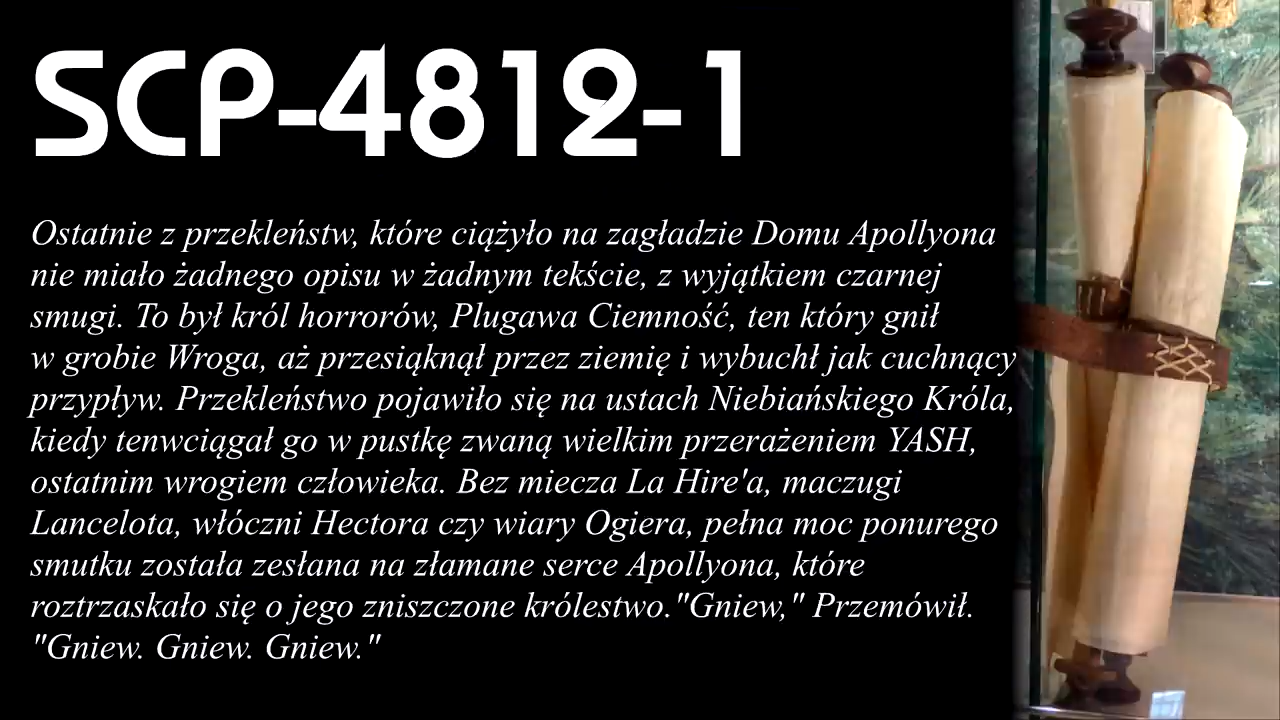 SCP-4812-1
Ostatnie z przekleństw, które ciążyło na zagładzie Domu Apollyona
nie miało żadnego opisu w żadnym tekście, z wyjątkiem czarnej
smugi. To był król horrorów, Plugawa Ciemność, ten który gnił
w grobie Wroga, aż przesiąknął przez ziemię i wybuchł jak cuchnący
przypływ. Przekleństwo pojawiło się na ustach Niebiańskiego Króla,
kiedy tenwciągał go w pustkę zwaną wielkim przerażeniem YASH,
ostatnim wrogiem człowieka. Bez miecza La Hire'a, maczugi
Lancelota, włóczni Hectora czy wiary Ogiera, pełna moc ponurego
smutku została zesłana na złamane serce Apollyona, które
roztrzaskało się o jego zniszczone królestwo."Gniew," Przemówił.
"Gniew. Gniew. Gniew."